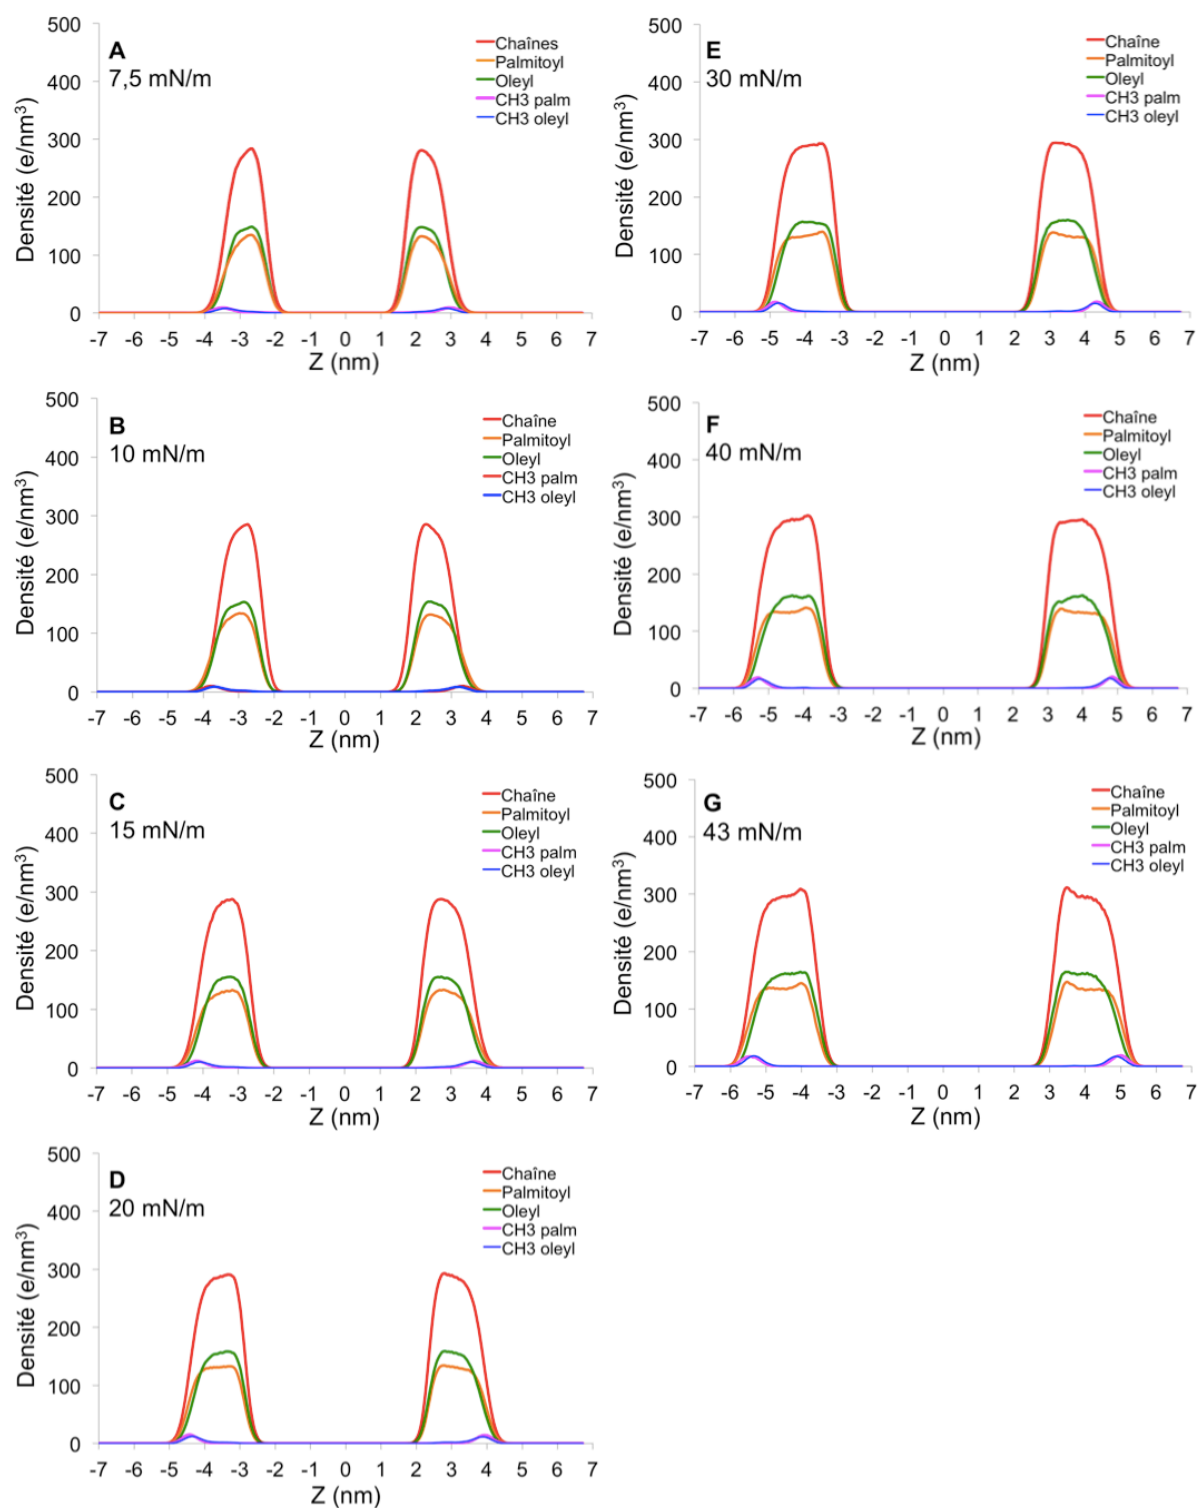 A
7,5 mN/m
Chaînes
Palmitoyl
Oleyl
CH3 palm
CH3 oleyl
Densité (e/nm³)
500
400
300
200
100
0
-7 -6 -5 -4 -3 -2 -1 0 1 2 3 4 5 6 7
Z (nm)
E
30 mN/m
Chaîne
Palmitoyl
Oleyl
CH3 palm
CH3 oleyl
Densité (e/nm³)
500
400
300
200
100
0
-7 -6 -5 -4 -3 -2 -1 0 1 2 3 4 5 6 7
Z (nm)
B
10 mN/m
Chaîne
Palmitoyl
Oleyl
CH3 palm
CH3 oleyl
Densité (e/nm³)
500
400
300
200
100
0
-7 -6 -5 -4 -3 -2 -1 0 1 2 3 4 5 6 7
Z (nm)
F
40 mN/m
Chaîne
Palmitoyl
Oleyl
CH3 palm
CH3 oleyl
Densité (e/nm³)
500
400
300
200
100
0
-7 -6 -5 -4 -3 -2 -1 0 1 2 3 4 5 6 7
Z (nm)
C
15 mN/m
Chaîne
Palmitoyl
Oleyl
CH3 palm
CH3 oleyl
Densité (e/nm³)
500
400
300
200
100
0
-7 -6 -5 -4 -3 -2 -1 0 1 2 3 4 5 6 7
Z (nm)
G
43 mN/m
Chaîne
Palmitoyl
Oleyl
CH3 palm
CH3 oleyl
Densité (e/nm³)
500
400
300
200
100
0
-7 -6 -5 -4 -3 -2 -1 0 1 2 3 4 5 6 7
Z (nm)
D
20 mN/m
Chaîne
Palmitoyl
Oleyl
CH3 palm
CH3 oleyl
Densité (e/nm³)
500
400
300
200
100
0
-7 -6 -5 -4 -3 -2 -1 0 1 2 3 4 5 6 7
Z (nm)